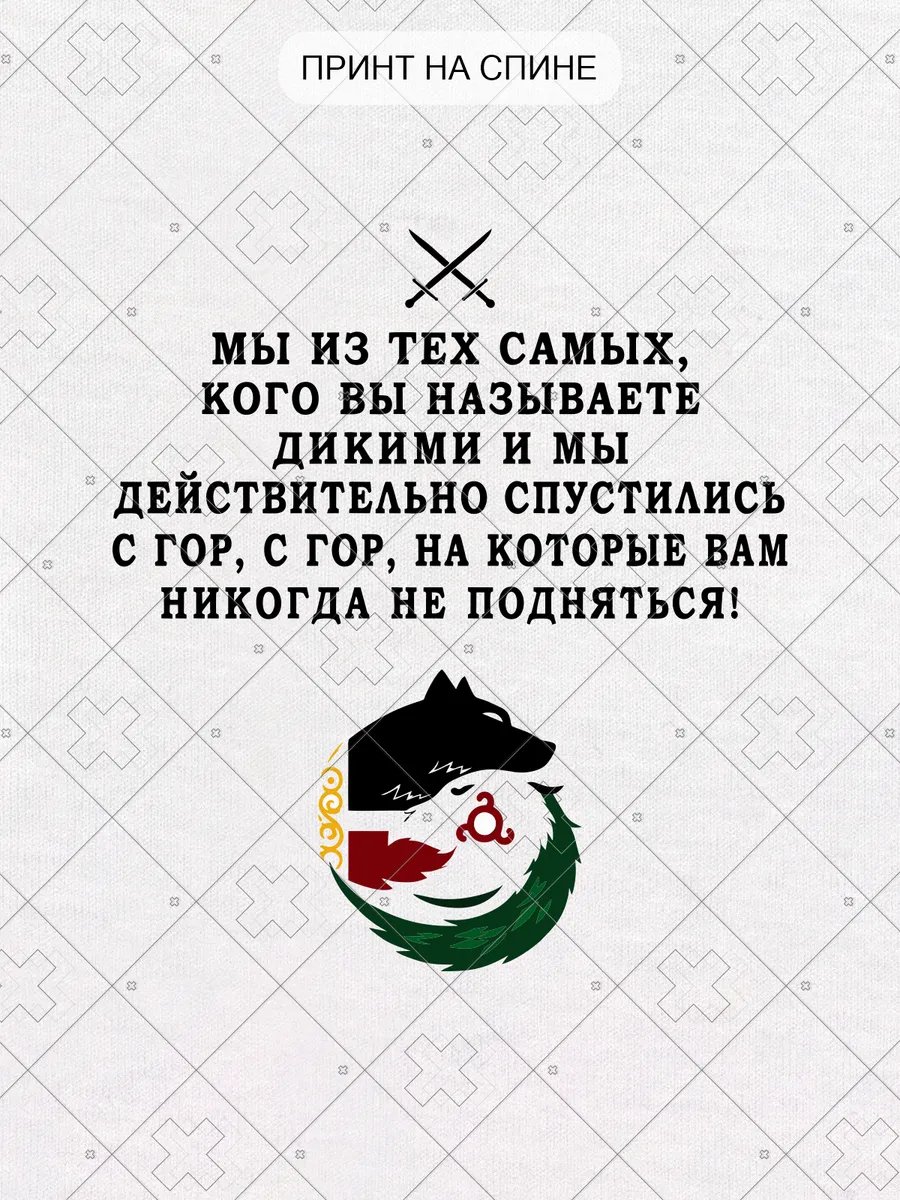 ПРИНТ НА СПИНЕ
МЫ ИЗ ТЕХ САМЫХ,
КОГО ВЫ НАЗЫВАЕТЕ
ДИКИМИ И МЫ
ДЕЙСТВИТЕЛЬНО СПУСТИЛИСЬ
С ГОР, С ГОР, НА КОТОРЫЕ ВАМ
НИКОГДА НЕ ПОДНЯТЬСЯ!